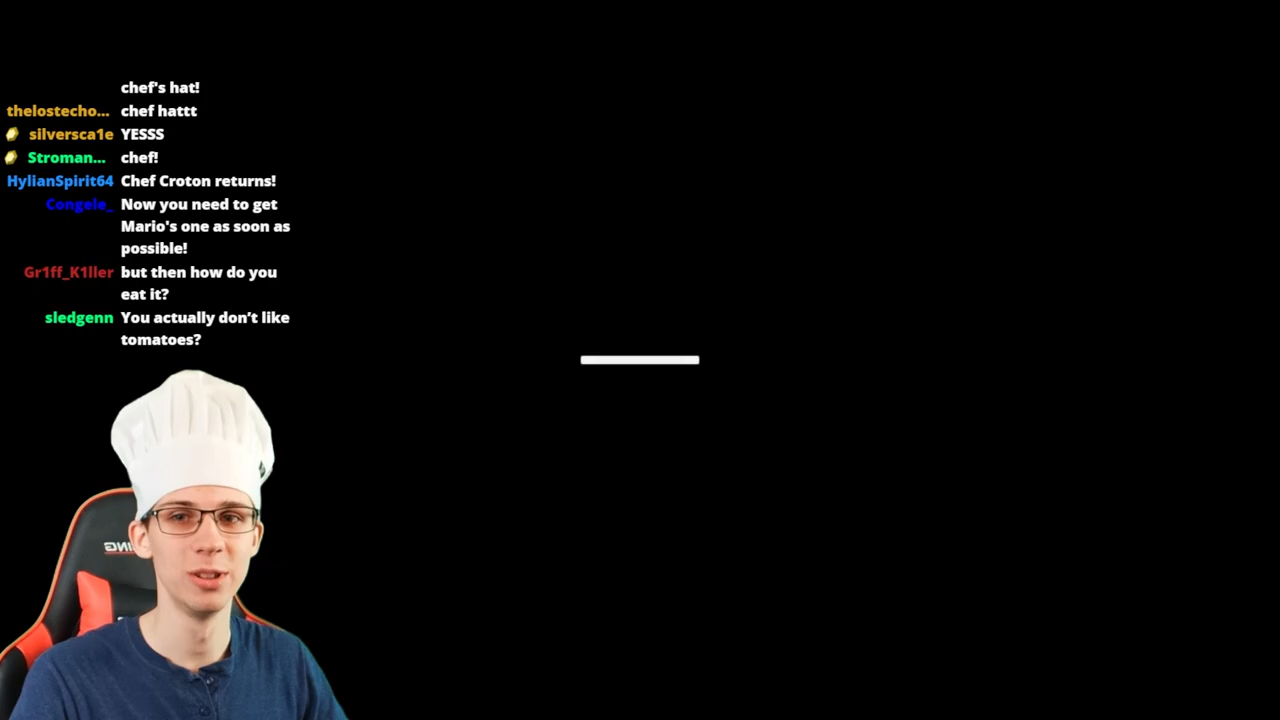 chef's hat!
thelostecho... chef hattt
silversca1e YESSS
Stroman... chef!
HylianSpirit64 Chef Croton returns!
Congele_ Now you need to get
Mario's one as soon as
possible!
Gr1ff_K1ller but then how do you
eat it?
sledgenn You actually don’t like
tomatoes?